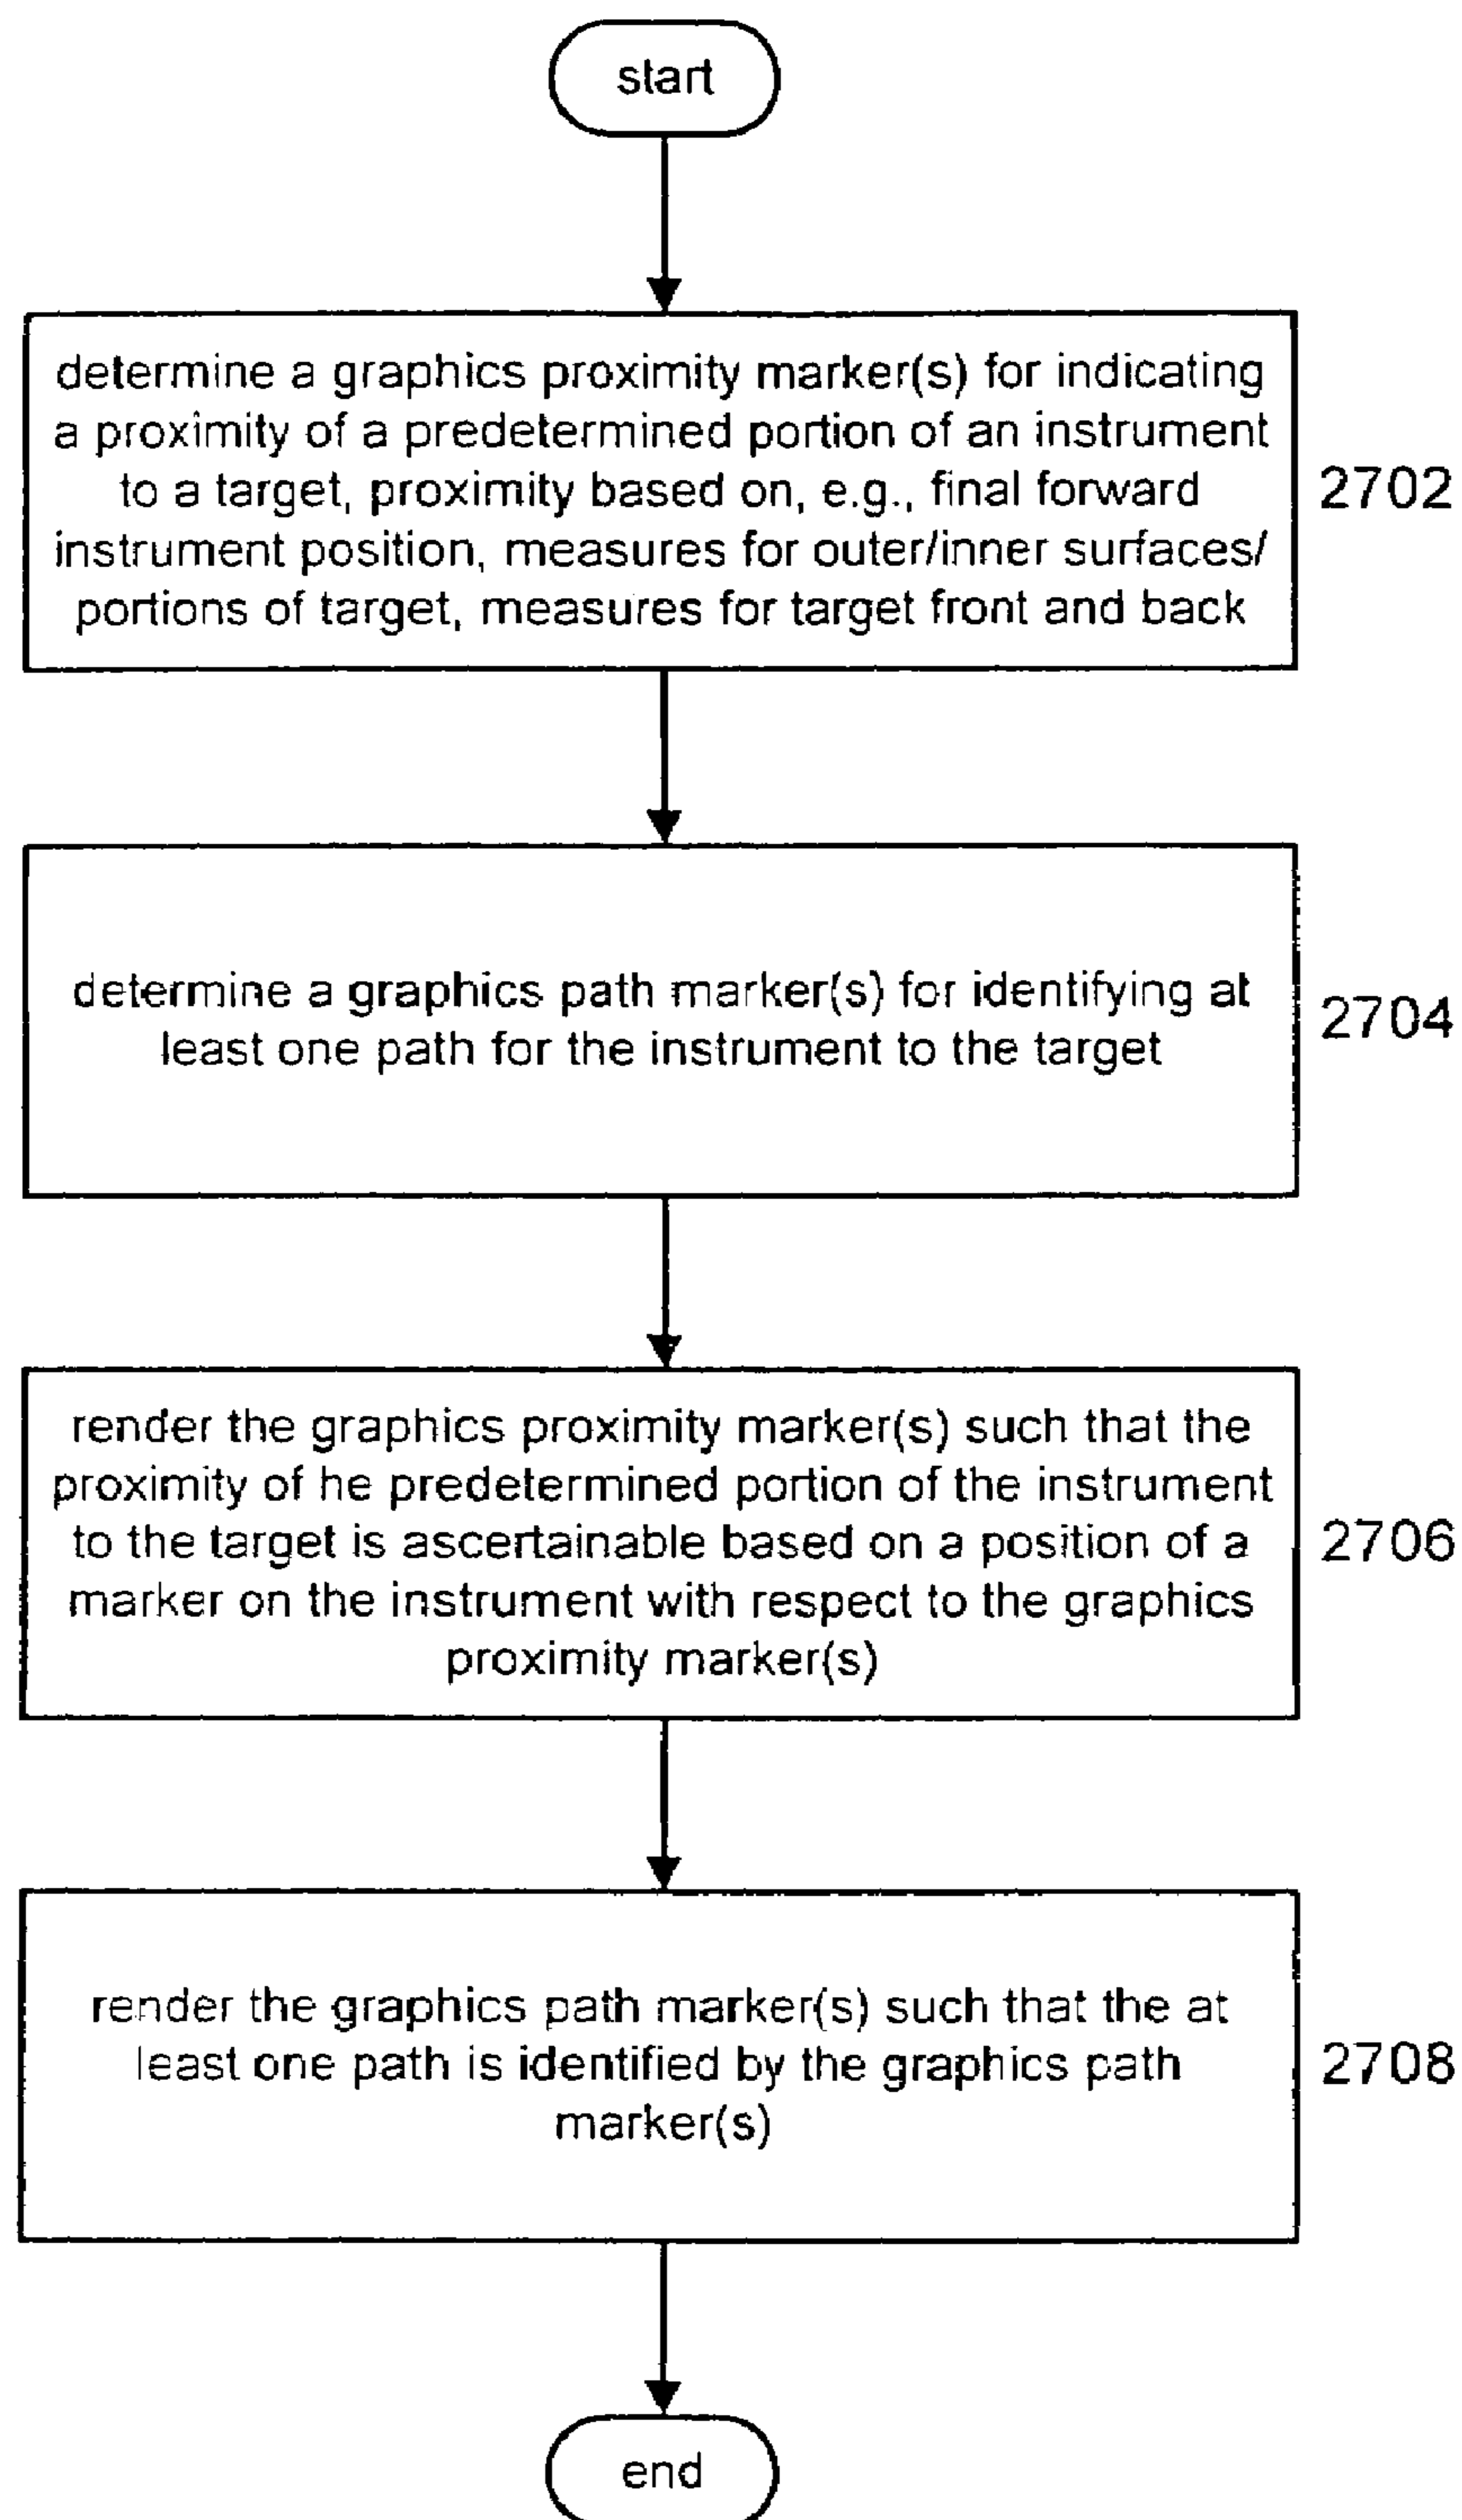 start
determine a graphics proximity marker(s) for indicating
a proximity of a predetermined portion of an instrument
to a target, proximity based on, e.g., final forward
instrument position, measures for outer/inner surfaces/
portions of target, measures for target front and back
2702
determine a graphics path marker(s) for identifying at
least one path for the instrument to the target
2704
render the graphics proximity marker(s) such that the
proximity of he predetermined portion of the instrument
to the target is ascertainable based on a position of a
marker on the instrument with respect to the graphics
proximity marker(s)
2706
render the graphics path marker(s) such that the at
least one path is identified by the graphics path
marker(s)
2708
end